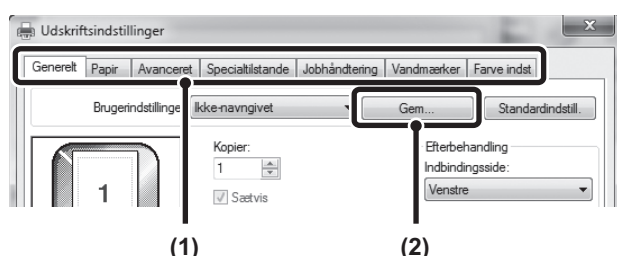 Udskriftsindstillinger
Generelt Papir Avanceret Specialtilstande Jobhåndtering Vandmærker Farve indst
Brugerindstillinge Ikke-navngivet Gem... Standardindstill.
Kopier: Efterbehandling
1 Indbindingsside:
1 Sætvis Venstre
(1) (2)